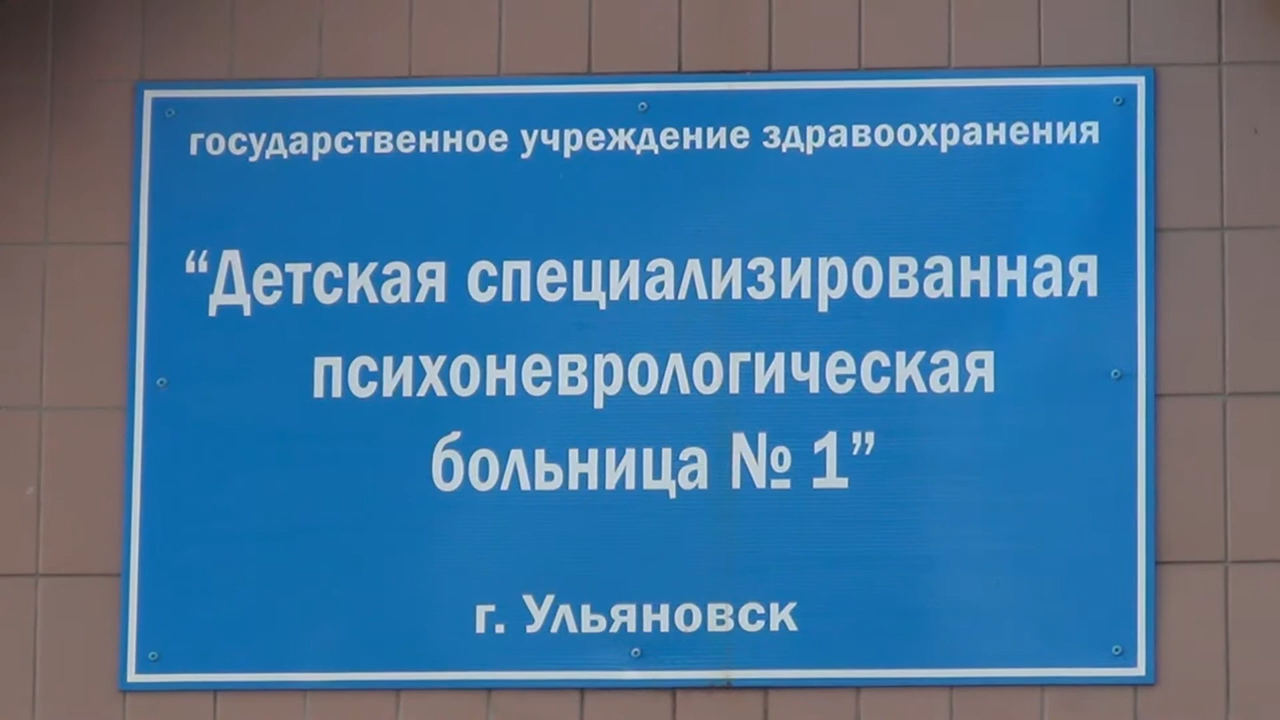 государственное учреждение здравоохранения
“Детская специализированная
психоневрологическая
больница № 1”
г. Ульяновск